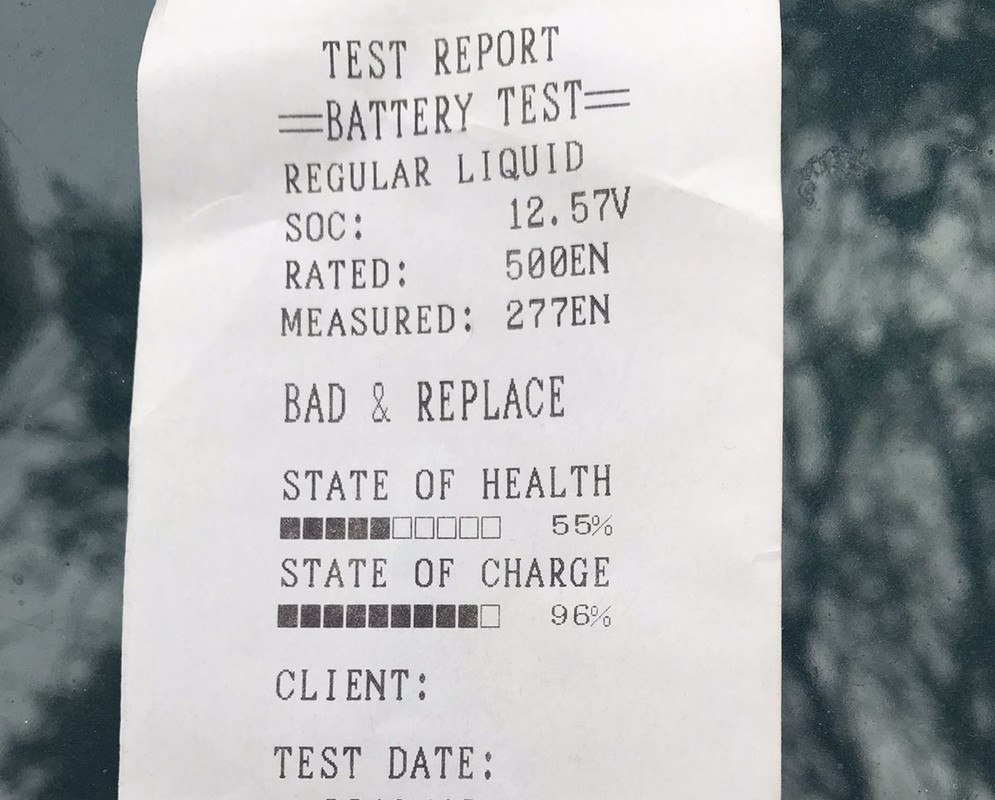 TEST REPORT
==BATTERY TEST==
REGULAR LIQUID
SOC: 12.57V
RATED: 500EN
MEASURED: 277EN
BAD & REPLACE
STATE OF HEALTH
55%
STATE OF CHARGE
96%
CLIENT:
TEST DATE: